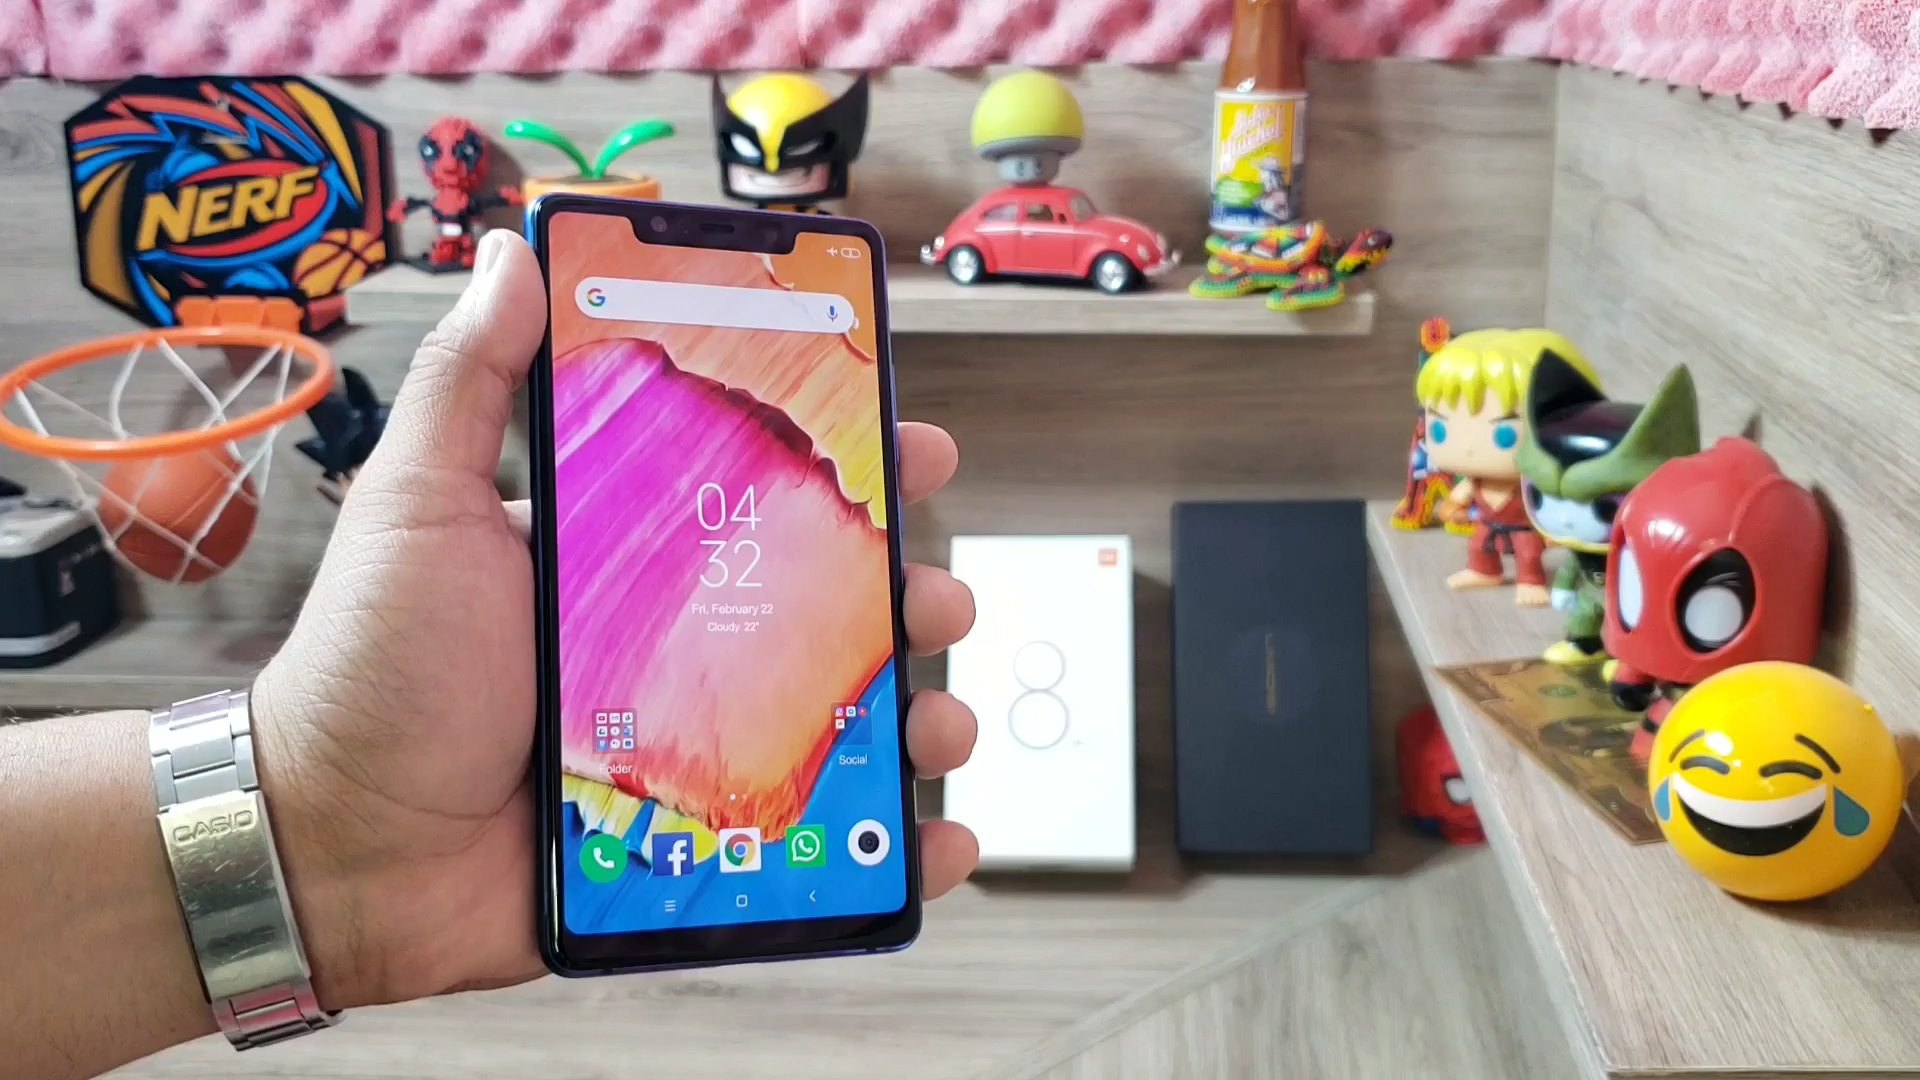 NERF
04
32
Fri, February 22
Cloudy 22°
Folder
Social
CASIO
8